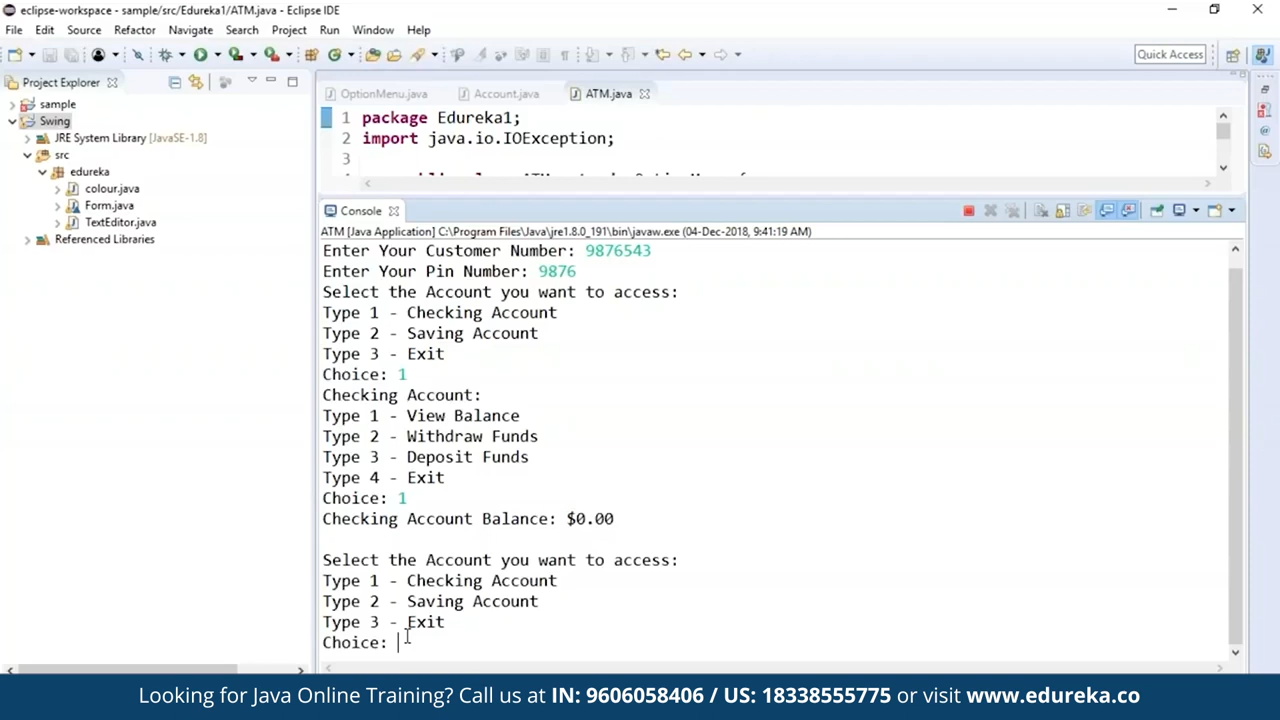 eclipse-workspace - sample/src/Edureka1/ATM.java - Eclipse IDE
File Edit Source Refactor Navigate Search Project Run Window Help
Quick Access
Project Explorer
sample
Swing
JRE System Library [JavaSE-1.8]
src
edureka
colour.java
Form.java
TextEditor.java
Referenced Libraries
OptionMenu.java Account.java ATM.java
1 package Edureka1;
2 import java.io.IOException;
3
Console
ATM [Java Application] C:\Program Files\Java\jre1.8.0_191\bin\javaw.exe (04-Dec-2018, 9:41:19 AM)
Enter Your Customer Number: 9876543
Enter Your Pin Number: 9876
Select the Account you want to access:
Type 1 - Checking Account
Type 2 - Saving Account
Type 3 - Exit
Choice: 1
Checking Account:
Type 1 - View Balance
Type 2 - Withdraw Funds
Type 3 - Deposit Funds
Type 4 - Exit
Choice: 1
Checking Account Balance: $0.00
Select the Account you want to access:
Type 1 - Checking Account
Type 2 - Saving Account
Type 3 - Exit
Choice:
Looking for Java Online Training? Call us at IN: 9606058406 / US: 18338555775 or visit www.edureka.co